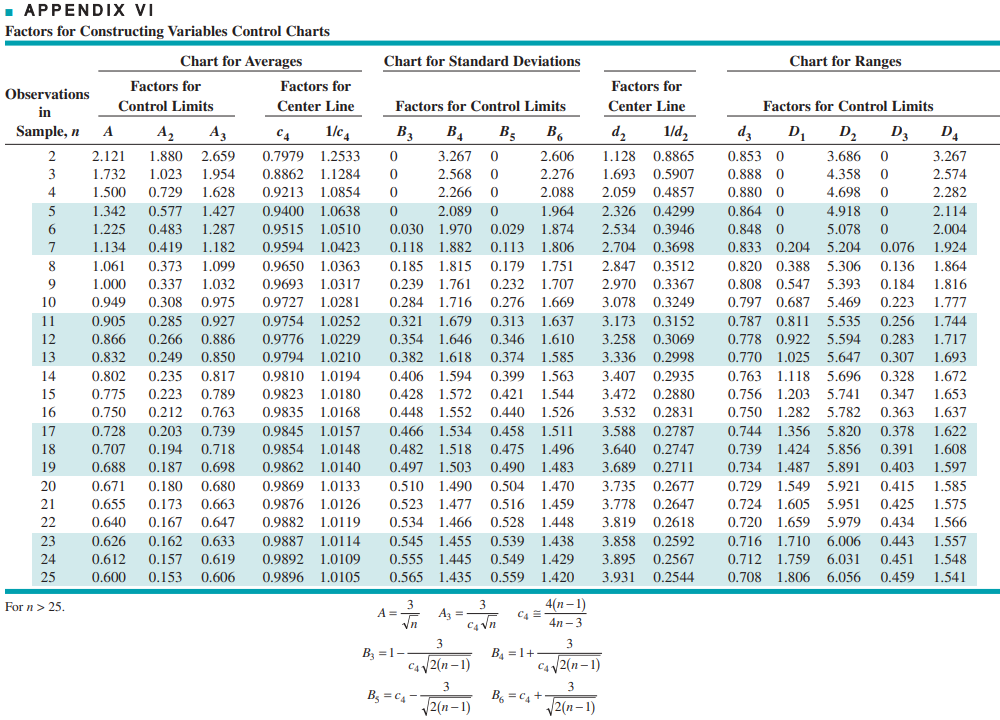 APPENDIX VI
Factors for Constructing Variables Control Charts
Chart for Averages Chart for Standard Deviations Chart for Ranges
Observations in Sample, n Factors for Control Limits Factors for Center Line Factors for Control Limits Factors for Center Line Factors for Control Limits
A A₂ A₃ c₄ 1/c₄ B₃ B₄ B₅ B₆ d₂ 1/d₂ d₃ D₁ D₂ D₃ D₄
2 2.121 1.880 2.659 0.7979 1.2533 0 3.267 0 2.606 1.128 0.8865 0.853 0 3.686 0 3.267
3 1.732 1.023 1.954 0.8862 1.1284 0 2.568 0 2.276 1.693 0.5907 0.888 0 4.358 0 2.574
4 1.500 0.729 1.628 0.9213 1.0854 0 2.266 0 2.088 2.059 0.4857 0.880 0 4.698 0 2.282
5 1.342 0.577 1.427 0.9400 1.0638 0 2.089 0 1.964 2.326 0.4299 0.864 0 4.918 0 2.114
6 1.225 0.483 1.287 0.9515 1.0510 0.030 1.970 0.029 1.874 2.534 0.3946 0.848 0 5.078 0 2.004
7 1.134 0.419 1.182 0.9594 1.0423 0.118 1.882 0.113 1.806 2.704 0.3698 0.833 0.204 5.204 0.076 1.924
8 1.061 0.373 1.099 0.9650 1.0363 0.185 1.815 0.179 1.751 2.847 0.3512 0.820 0.388 5.306 0.136 1.864
9 1.000 0.337 1.032 0.9693 1.0317 0.239 1.761 0.232 1.707 2.970 0.3367 0.808 0.547 5.393 0.184 1.816
10 0.949 0.308 0.975 0.9727 1.0281 0.284 1.716 0.276 1.669 3.078 0.3249 0.797 0.687 5.469 0.223 1.777
11 0.905 0.285 0.927 0.9754 1.0252 0.321 1.679 0.313 1.637 3.173 0.3152 0.787 0.811 5.535 0.256 1.744
12 0.866 0.266 0.886 0.9776 1.0229 0.354 1.646 0.346 1.610 3.258 0.3069 0.778 0.922 5.594 0.283 1.717
13 0.832 0.249 0.850 0.9794 1.0210 0.382 1.618 0.374 1.585 3.336 0.2998 0.770 1.025 5.647 0.307 1.693
14 0.802 0.235 0.817 0.9810 1.0194 0.406 1.594 0.399 1.563 3.407 0.2935 0.763 1.118 5.696 0.328 1.672
15 0.775 0.223 0.789 0.9823 1.0180 0.428 1.572 0.421 1.544 3.472 0.2880 0.756 1.203 5.741 0.347 1.653
16 0.750 0.212 0.763 0.9835 1.0168 0.448 1.552 0.440 1.526 3.532 0.2831 0.750 1.282 5.782 0.363 1.637
17 0.728 0.203 0.739 0.9845 1.0157 0.466 1.534 0.458 1.511 3.588 0.2787 0.744 1.356 5.820 0.378 1.622
18 0.707 0.194 0.718 0.9854 1.0148 0.482 1.518 0.475 1.496 3.640 0.2747 0.739 1.424 5.856 0.391 1.608
19 0.688 0.187 0.698 0.9862 1.0140 0.497 1.503 0.490 1.483 3.689 0.2711 0.734 1.487 5.891 0.403 1.597
20 0.671 0.180 0.680 0.9869 1.0133 0.510 1.490 0.504 1.470 3.735 0.2677 0.729 1.549 5.921 0.415 1.585
21 0.655 0.173 0.663 0.9876 1.0126 0.523 1.477 0.516 1.459 3.778 0.2647 0.724 1.605 5.951 0.425 1.575
22 0.640 0.167 0.647 0.9882 1.0119 0.534 1.466 0.528 1.448 3.819 0.2618 0.720 1.659 5.979 0.434 1.566
23 0.626 0.162 0.633 0.9887 1.0114 0.545 1.455 0.539 1.438 3.858 0.2592 0.716 1.710 6.006 0.443 1.557
24 0.612 0.157 0.619 0.9892 1.0109 0.555 1.445 0.549 1.429 3.895 0.2567 0.712 1.759 6.031 0.451 1.548
25 0.600 0.153 0.606 0.9896 1.0105 0.565 1.435 0.559 1.420 3.931 0.2544 0.708 1.806 6.056 0.459 1.541
For n > 25.
A = 3/√n A₃ = 3/(c₄√n) c₄ ≅ 4(n−1)/(4n−3)
B₃ = 1− 3/(c₄√2(n−1)) B₄ = 1+ 3/(c₄√2(n−1))
B₅ = c₄ − 3/√2(n−1) B₆ = c₄ + 3/√2(n−1)